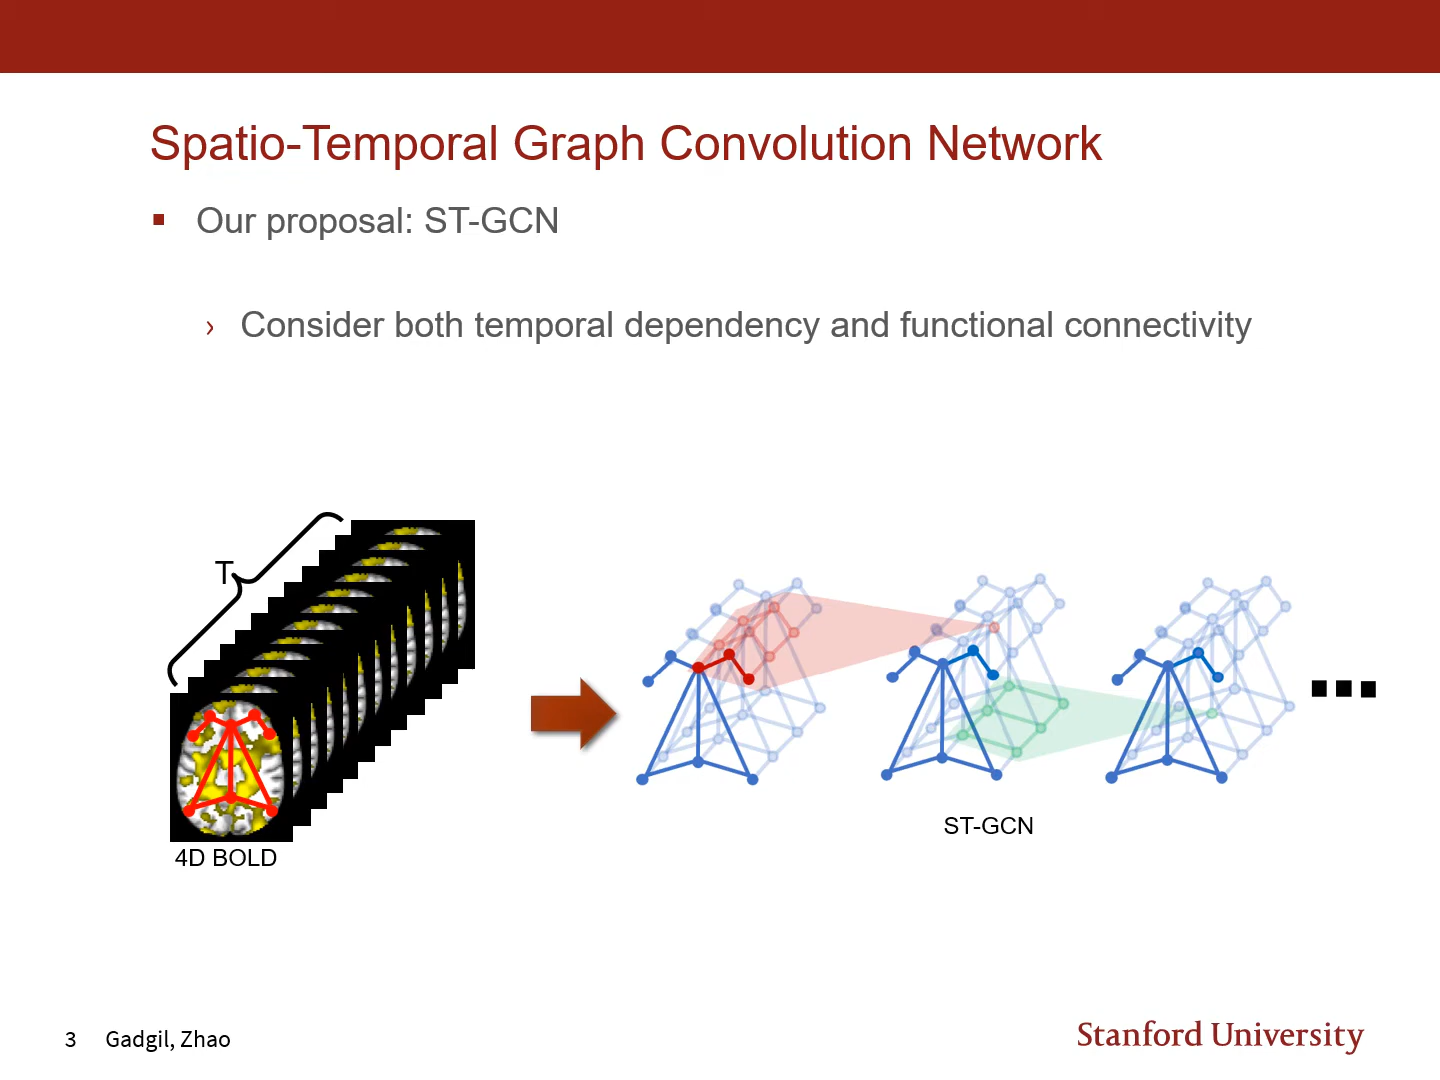 Spatio-Temporal Graph Convolution Network
Our proposal: ST-GCN
Consider both temporal dependency and functional connectivity
T
4D BOLD
ST-GCN
3 Gadgil, Zhao
Stanford University